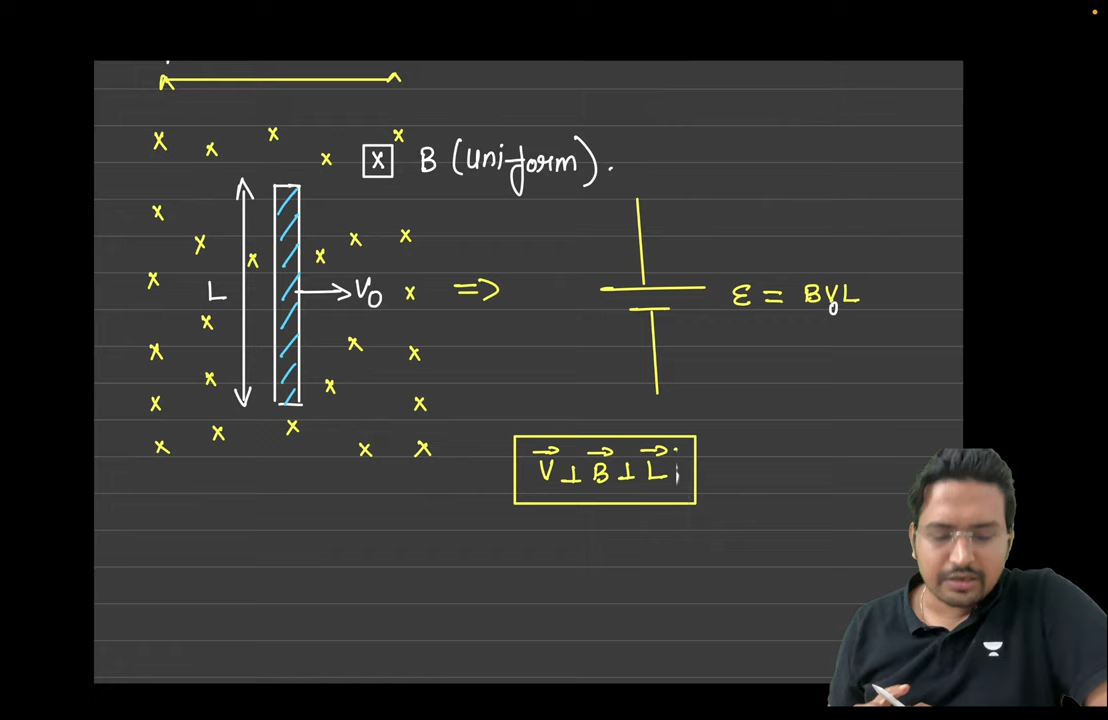 x B (uniform).
L
V₀
=> ε = BV₀L
V ⊥ B ⊥ L